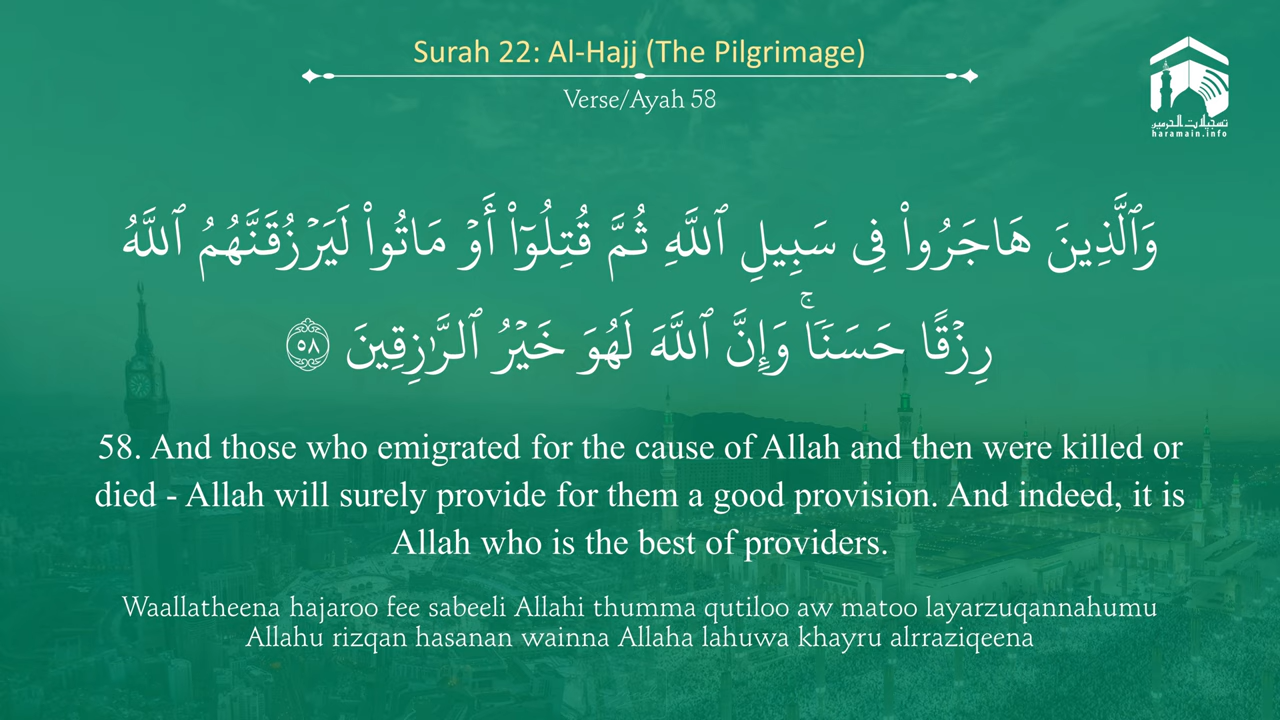 Surah 22: Al-Hajj (The Pilgrimage)
Verse/Ayah 58
تسجيلات الحرمين
haramain.info
وَٱلَّذِينَ هَاجَرُوا۟ فِى سَبِيلِ ٱللَّهِ ثُمَّ قُتِلُوٓا۟ أَوْ مَاتُوا۟ لَيَرْزُقَنَّهُمُ ٱللَّهُ
رِزْقًا حَسَنًۭا ۚ وَإِنَّ ٱللَّهَ لَهُوَ خَيْرُ ٱلرَّٰزِقِينَ ٥٨
58. And those who emigrated for the cause of Allah and then were killed or
died - Allah will surely provide for them a good provision. And indeed, it is
Allah who is the best of providers.
Waallatheena hajaroo fee sabeeli Allahi thumma qutiloo aw matoo layarzuqannahumu
Allahu rizqan hasanan wainna Allaha lahuwa khayru alrraziqeena